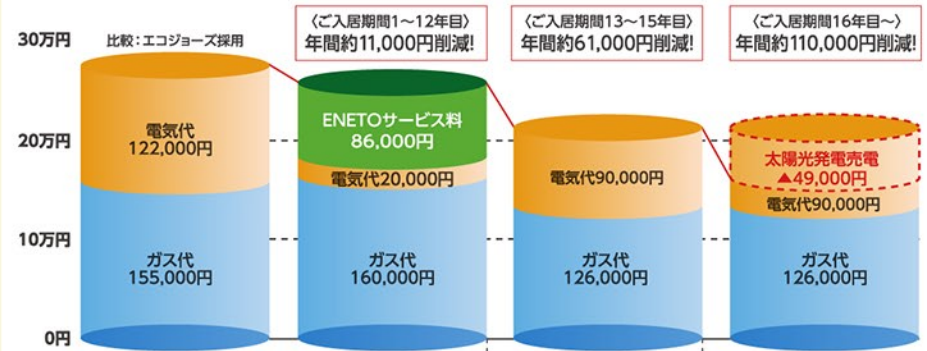 〈ご入居期間1〜12年目〉
年間約11,000円削減!
〈ご入居期間13〜15年目〉
年間約61,000円削減!
〈ご入居期間16年目〜〉
年間約110,000円削減!
30万円
20万円
10万円
0円
比較：エコジョーズ採用
電気代
122,000円
ガス代
155,000円
ENETOサービス料
86,000円
電気代20,000円
ガス代
160,000円
電気代90,000円
ガス代
126,000円
太陽光発電売電
▲49,000円
電気代90,000円
ガス代
126,000円